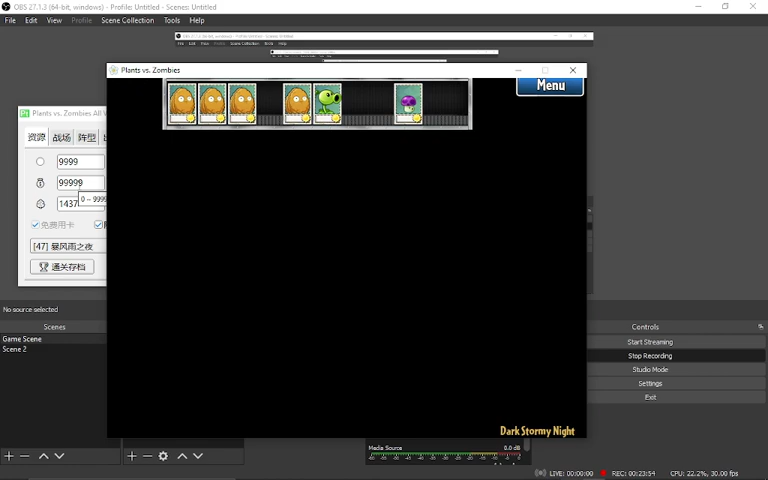 OBS 27.1.3 (64-bit, windows) - Profile: Untitled - Scenes: Untitled
File Edit View Profile Scene Collection Tools Help
Plants vs. Zombies
Menu
Plants vs. Zombies All V
资源 战场 阵型
9999
99999
0 ~ 9999
1437
免费用卡
[47] 暴风雨之夜
通关存档
Dark Stormy Night
No source selected
Scenes
Game Scene
Scene 2
Controls
Start Streaming
Stop Recording
Studio Mode
Settings
Exit
Media Source 0.0 dB
LIVE: 00:00:00 REC: 00:23:54 CPU: 22.2%, 30.00 fps